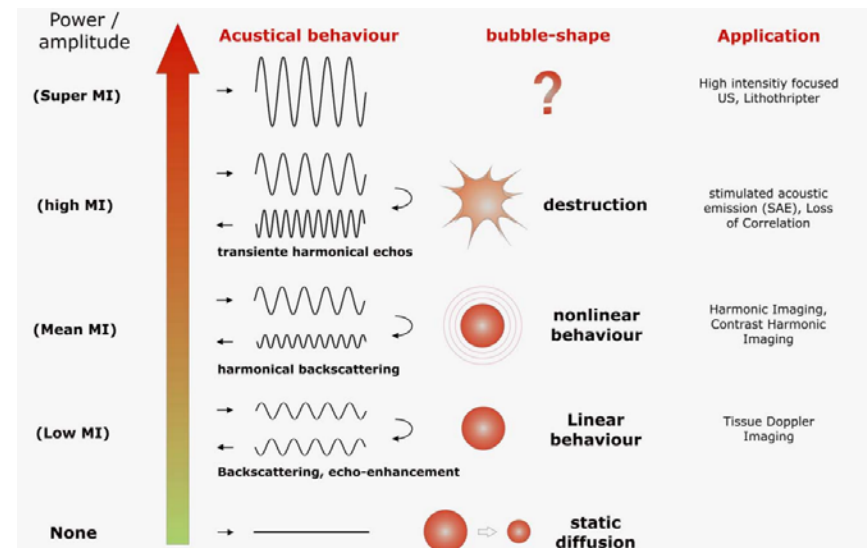 Power /
amplitude
Acustical behaviour
bubble-shape
Application
(Super MI)
?
High intensitiy focused
US, Lithothripter
(high MI)
transiente harmonical echos
destruction
stimulated acoustic
emission (SAE), Loss
of Correlation
(Mean MI)
harmonical backscattering
nonlinear
behaviour
Harmonic Imaging,
Contrast Harmonic
Imaging
(Low MI)
Backscattering, echo-enhancement
Linear
behaviour
Tissue Doppler
Imaging
None
static
diffusion